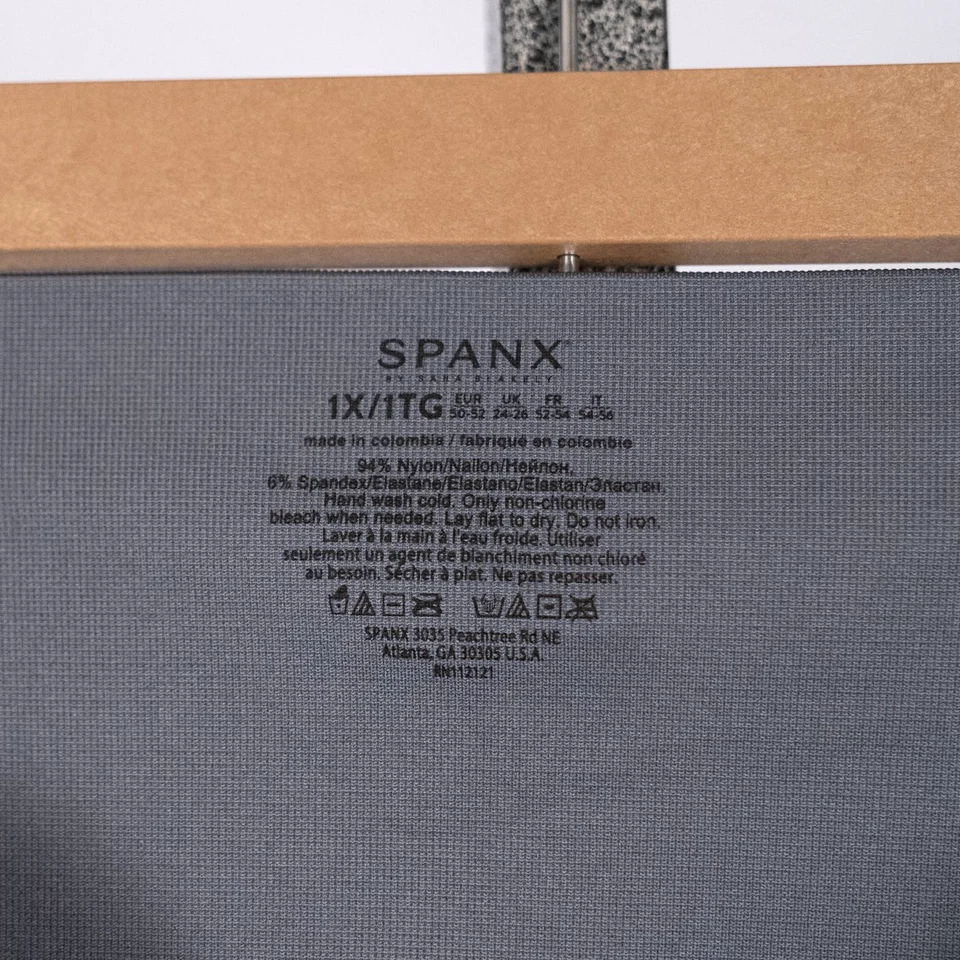 SPANX
BY SARA BLAKELY
1X/1TG EUR 50-52 UK 24-26 FR 52-54 IT 54-56
made in colombia / fabriqué en colombie
94% Nylon/Nailon/Нейлон,
6% Spandex/Elastane/Elastano/Elastan/Эластан.
Hand wash cold. Only non-chlorine
bleach when needed. Lay flat to dry. Do not iron.
Laver à la main à l'eau froide. Utiliser
seulement un agent de blanchiment non chloré
au besoin. Sécher à plat. Ne pas repasser.
SPANX 3035 Peachtree Rd NE
Atlanta, GA 30305 U.S.A.
RN112121